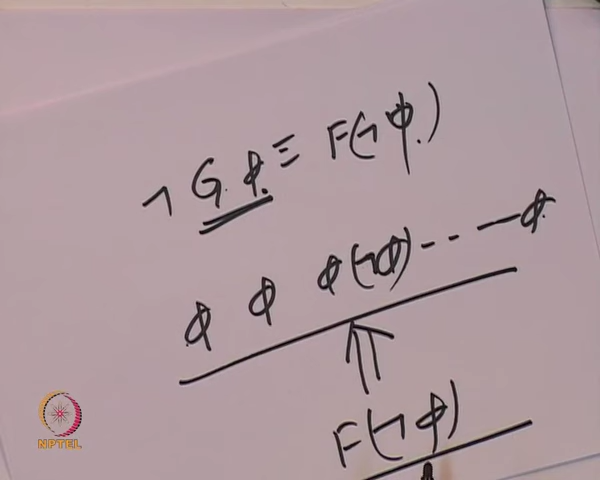 ¬ G φ ≡ F(¬ φ)
φ φ φ (¬φ) - - - φ
F(¬ φ)
NPTEL